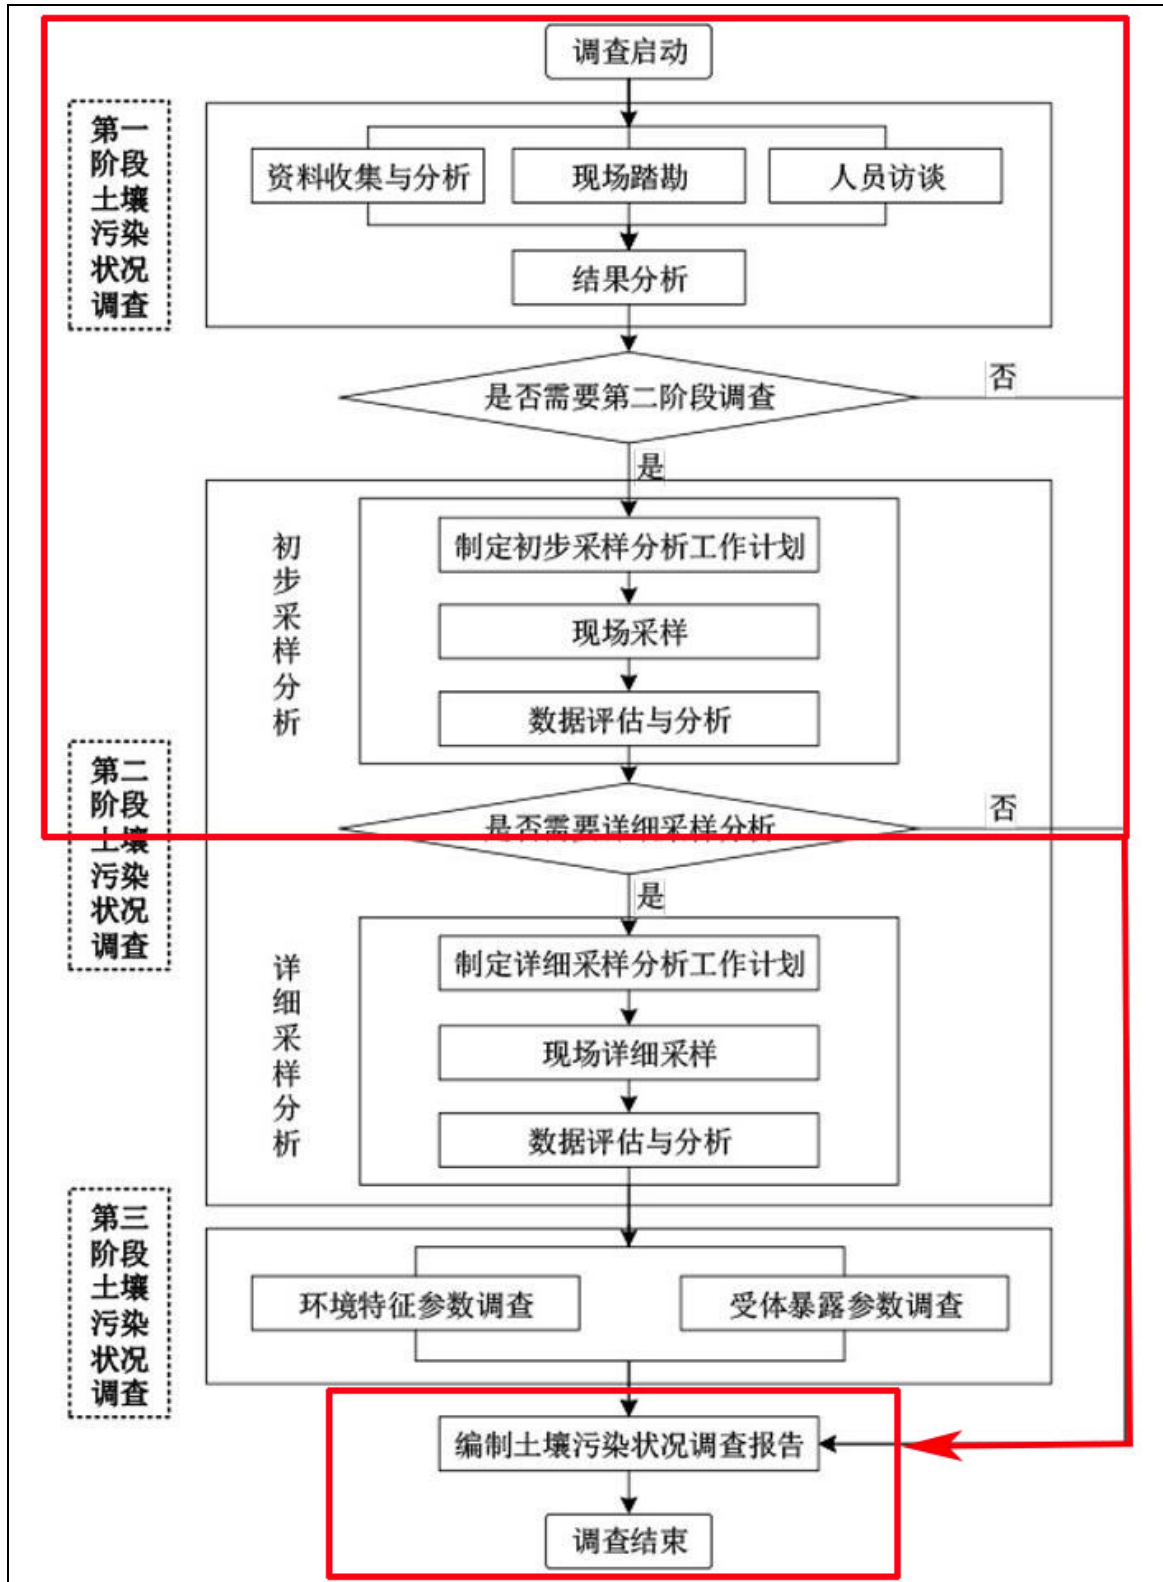 调查启动
第一
阶段
土壤
污染
状况
调查
资料收集与分析
现场踏勘
人员访谈
结果分析
是否需要第二阶段调查
否
是
初步采样分析
制定初步采样分析工作计划
现场采样
数据评估与分析
第二
阶段
土壤
污染
状况
调查
是否需要详细采样分析
否
是
详细采样分析
制定详细采样分析工作计划
现场详细采样
数据评估与分析
第三
阶段
土壤
污染
状况
调查
环境特征参数调查
受体暴露参数调查
编制土壤污染状况调查报告
调查结束